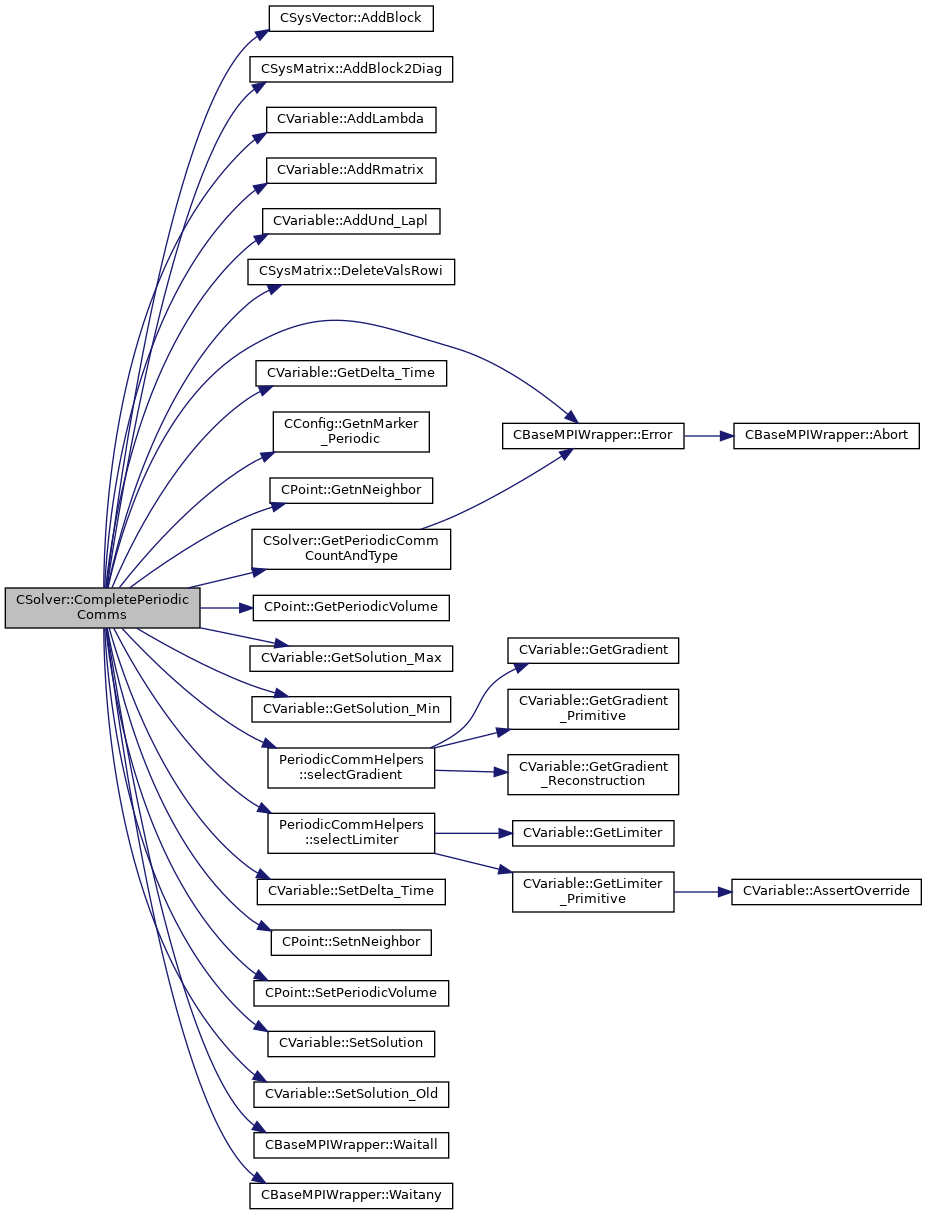 CSysVector::AddBlock
CSysMatrix::AddBlock2Diag
CVariable::AddLambda
CVariable::AddRmatrix
CVariable::AddUnd_Lapl
CSysMatrix::DeleteValsRowi
CVariable::GetDelta_Time
CConfig::GetnMarker
_Periodic
CBaseMPIWrapper::Error
CBaseMPIWrapper::Abort
CPoint::GetnNeighbor
CSolver::GetPeriodicComm
CountAndType
CSolver::CompletePeriodic
Comms
CPoint::GetPeriodicVolume
CVariable::GetSolution_Max
CVariable::GetSolution_Min
CVariable::GetGradient
CVariable::GetGradient
_Primitive
PeriodicCommHelpers
::selectGradient
CVariable::GetGradient
_Reconstruction
PeriodicCommHelpers
::selectLimiter
CVariable::GetLimiter
CVariable::GetLimiter
_Primitive
CVariable::AssertOverride
CVariable::SetDelta_Time
CPoint::SetnNeighbor
CPoint::SetPeriodicVolume
CVariable::SetSolution
CVariable::SetSolution_Old
CBaseMPIWrapper::Waitall
CBaseMPIWrapper::Waitany